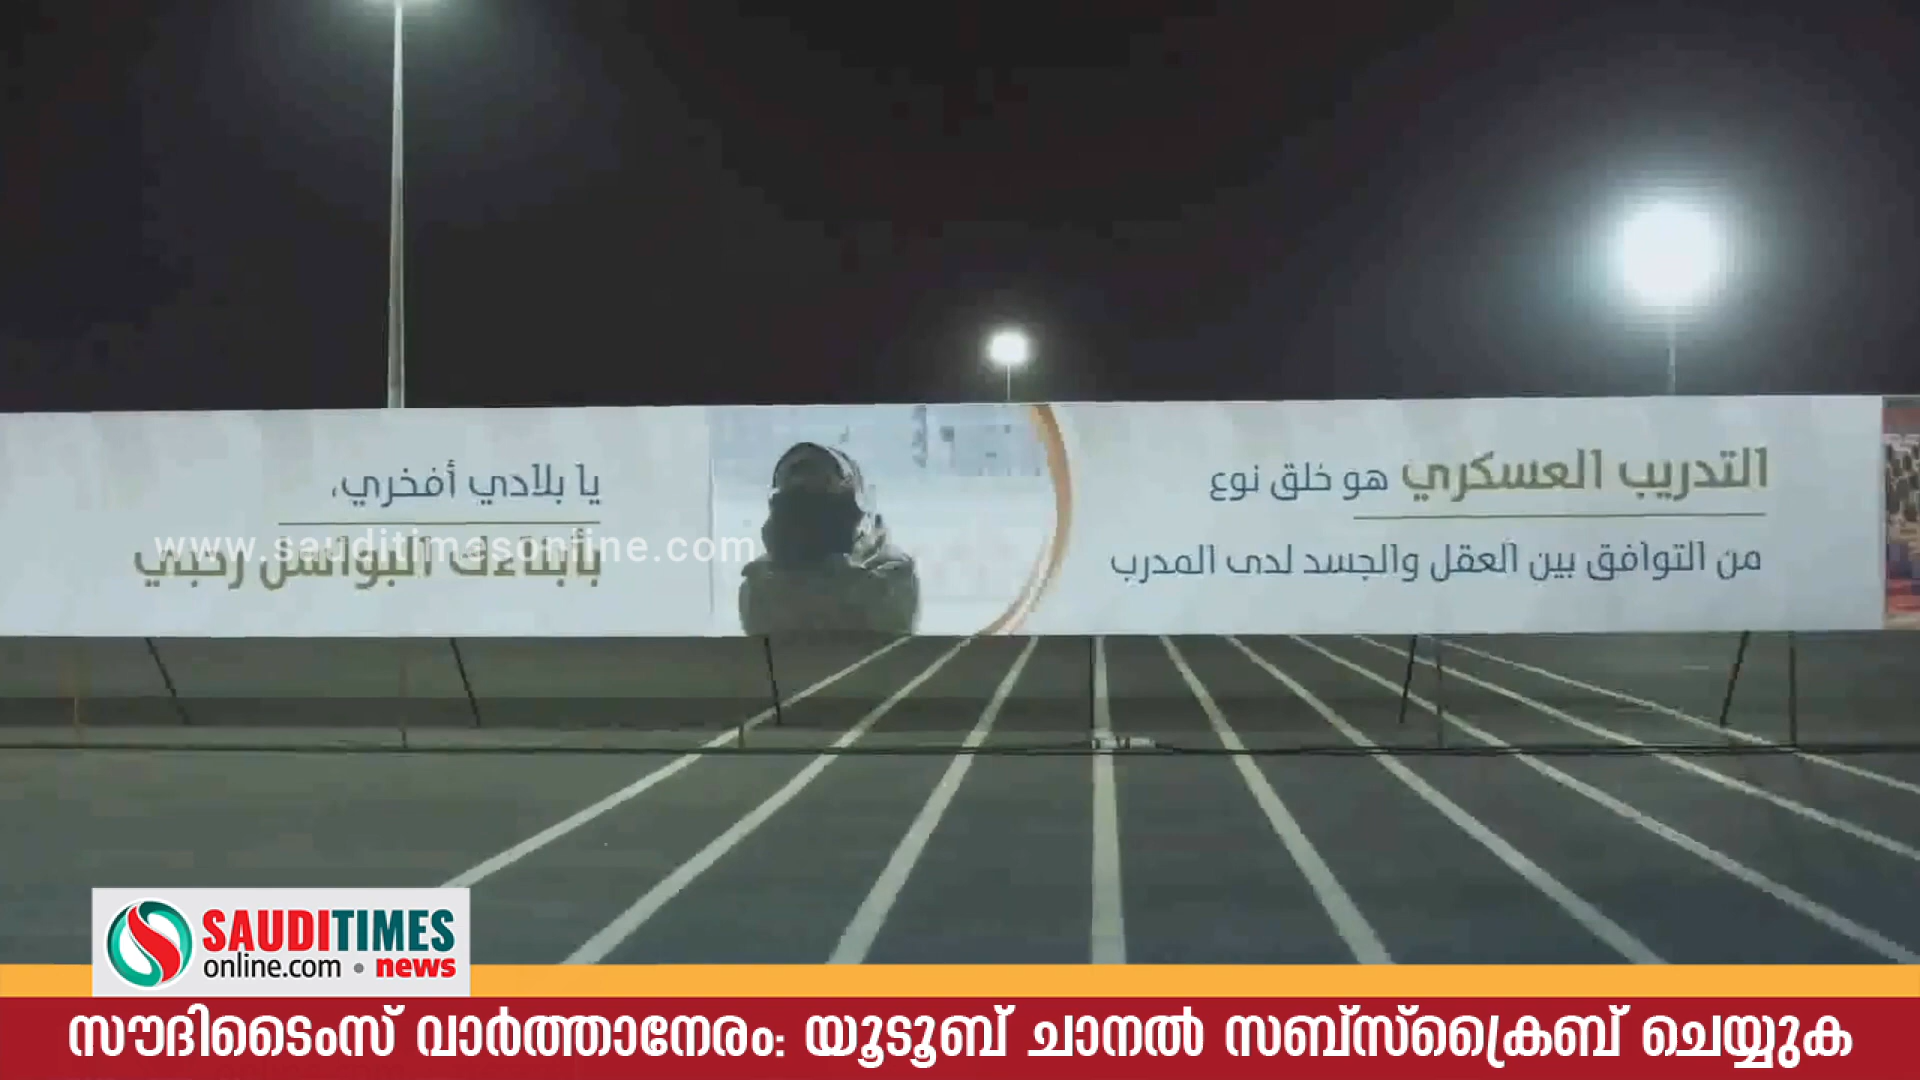 التدريب العسكري هو خلق نوع
من التوافق بين العقل والجسد لدى المدرب
يا بلادي أفخري،
بأبناءك البواسل رحبي
www.sauditimesonline.com
SAUDITIMES
online.com • news
സൗദിടൈംസ് വാർത്താനേരം: യൂടൂബ് ചാനൽ സബ്സ്ക്രൈബ് ചെയ്യുക